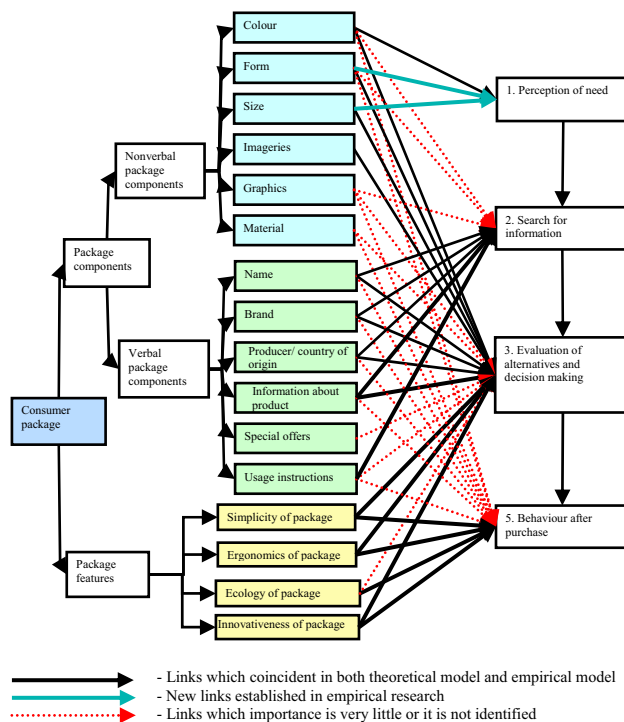 Colour
Form
Size
Imageries
Graphics
Material
Nonverbal
package
components
Package
components
Verbal
package
components
Name
Brand
Producer/ country of
origin
Information about
product
Special offers
Usage instructions
Consumer
package
Package
features
Simplicity of package
Ergonomics of package
Ecology of package
Innovativeness of package
1. Perception of need
2. Search for
information
3. Evaluation of
alternatives and
decision making
5. Behaviour after
purchase
- Links which coincident in both theoretical model and empirical model
- New links established in empirical research
- Links which importance is very little or it is not identified